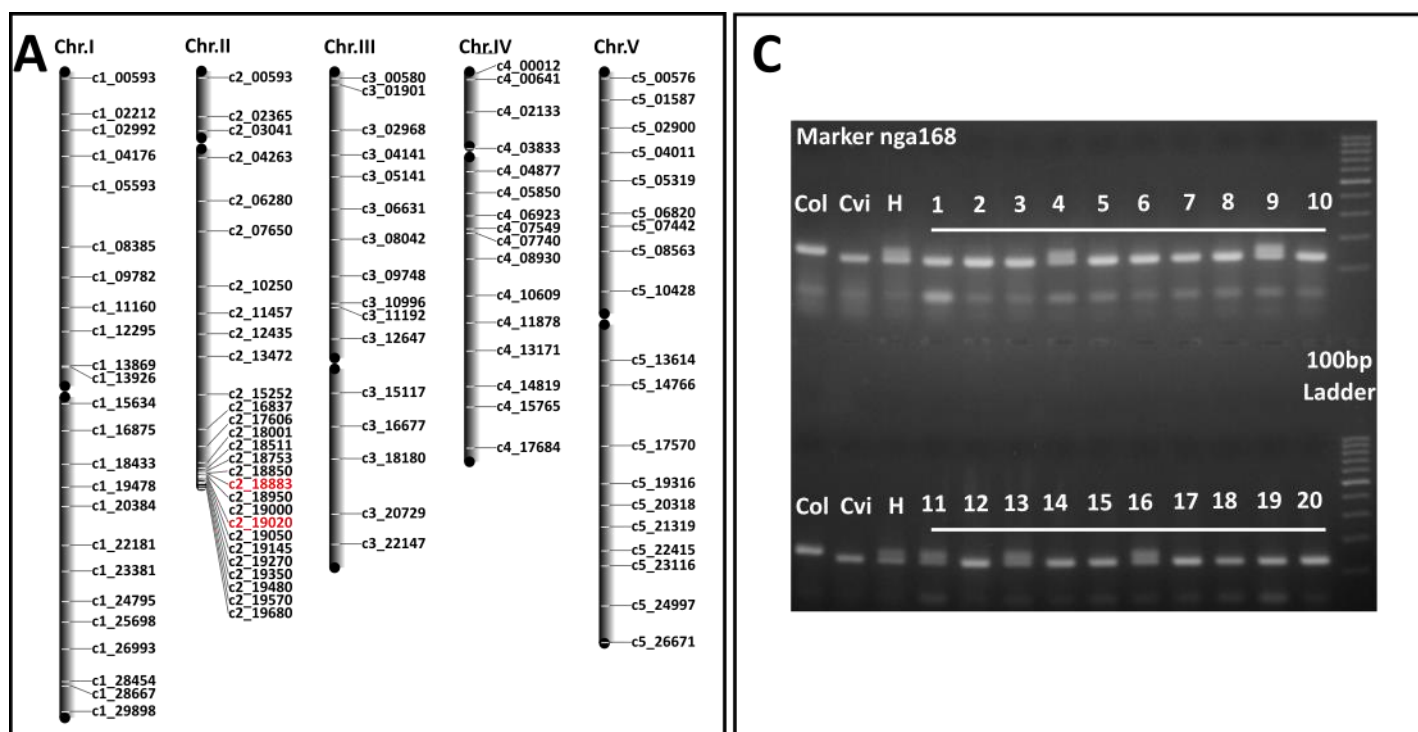 A
Chr.I
c1_00593
c1_02212
c1_02992
c1_04176
c1_05593
c1_08385
c1_09782
c1_11160
c1_12295
c1_13869
c1_13926
c1_15634
c1_16875
c1_18433
c1_19478
c1_20384
c1_22181
c1_23381
c1_24795
c1_25698
c1_26993
c1_28454
c1_28667
c1_29898
Chr.II
c2_00593
c2_02365
c2_03041
c2_04263
c2_06280
c2_07650
c2_10250
c2_11457
c2_12435
c2_13472
c2_15252
c2_16837
c2_17606
c2_18001
c2_18511
c2_18753
c2_18850
c2_18883
c2_18950
c2_19000
c2_19020
c2_19050
c2_19145
c2_19270
c2_19350
c2_19480
c2_19570
c2_19680
Chr.III
c3_00580
c3_01901
c3_02968
c3_04141
c3_05141
c3_06631
c3_08042
c3_09748
c3_10996
c3_11192
c3_12647
c3_15117
c3_16677
c3_18180
c3_20729
c3_22147
Chr.IV
c4_00012
c4_00641
c4_02133
c4_03833
c4_04877
c4_05850
c4_06923
c4_07549
c4_07740
c4_08930
c4_10609
c4_11878
c4_13171
c4_14819
c4_15765
c4_17684
Chr.V
c5_00576
c5_01587
c5_02900
c5_04011
c5_05319
c5_06820
c5_07442
c5_08563
c5_10428
c5_13614
c5_14766
c5_17570
c5_19316
c5_20318
c5_21319
c5_22415
c5_23116
c5_24997
c5_26671
C
Marker nga168
Col Cvi H 1 2 3 4 5 6 7 8 9 10
100bp
Ladder
Col Cvi H 11 12 13 14 15 16 17 18 19 20